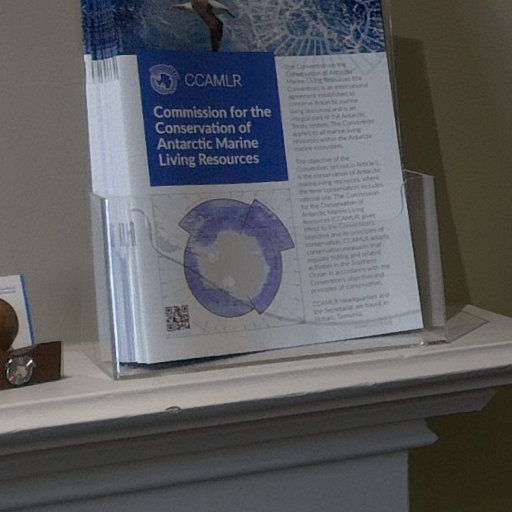 CCAMLR
Commission for the
Conservation of
Antarctic Marine
Living Resources
The Convention on the
Conservation of Antarctic
Marine Living Resources (the
Convention) is an international
agreement established to
conserve Antarctic marine
living resources and is an
integral part of the Antarctic
Treaty system. The Convention
applies to all marine living
resources within the Antarctic
marine ecosystem.
The objective of the
Convention, set out in Article II,
is the conservation of Antarctic
marine living resources, where
the term 'conservation' includes
rational use. The Commission
for the Conservation of
Antarctic Marine Living
Resources (CCAMLR) gives
effect to the Convention's
objective and its principles of
conservation. CCAMLR adopts
conservation measures that
regulate fishing and related
activities in the Southern
Ocean in accordance with the
Convention's objective and
principles of conservation.
CCAMLR Headquarters and
the Secretariat are based in
Hobart, Tasmania.